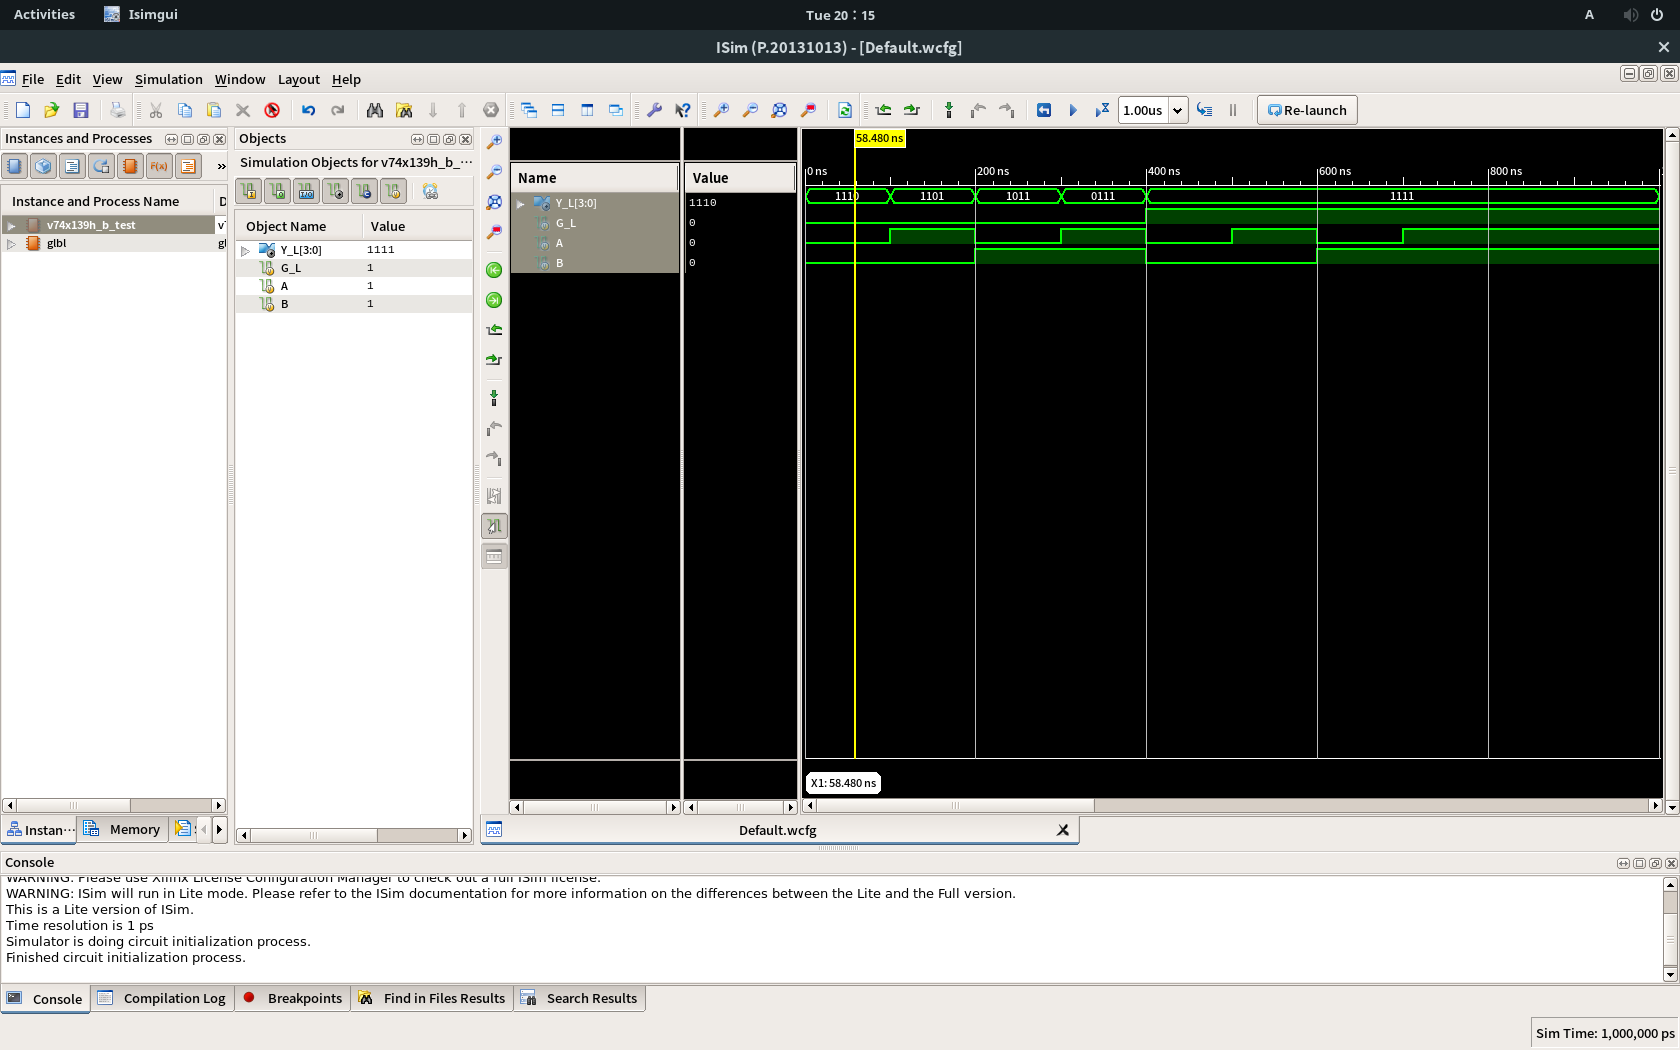 Activities
Isimgui
Tue 20:15
A
ISim (P.20131013) - [Default.wcfg]
File Edit View Simulation Window Layout Help
1.00us
Re-launch
Instances and Processes
Instance and Process Name
v74x139h_b_test
glbl
Instan···
Memory
Objects
Simulation Objects for v74x139h_b_···
Object Name Value
Y_L[3:0] 1111
G_L 1
A 1
B 1
Name Value
Y_L[3:0] 1110
G_L 0
A 0
B 0
58.480 ns
0 ns 200 ns 400 ns 600 ns 800 ns
1110 1101 1011 0111 1111
X1: 58.480 ns
Default.wcfg
Console
WARNING: Please use Xilinx License Configuration Manager to check out a full ISim license.
WARNING: ISim will run in Lite mode. Please refer to the ISim documentation for more information on the differences between the Lite and the Full version.
This is a Lite version of ISim.
Time resolution is 1 ps
Simulator is doing circuit initialization process.
Finished circuit initialization process.
Console Compilation Log Breakpoints Find in Files Results Search Results
Sim Time: 1,000,000 ps